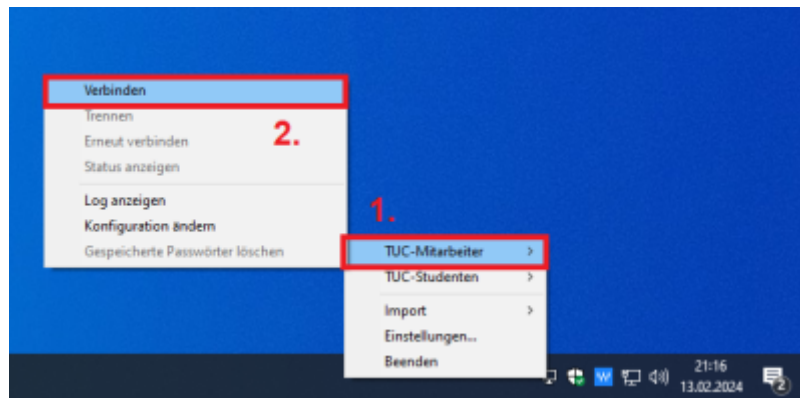 Verbinden
Trennen
Erneut verbinden
2.
Status anzeigen
Log anzeigen
Konfiguration ändern
Gespeicherte Passwörter löschen
1.
TUC-Mitarbeiter
TUC-Studenten
Import
Einstellungen...
Beenden
W
21:16
13.02.2024
2